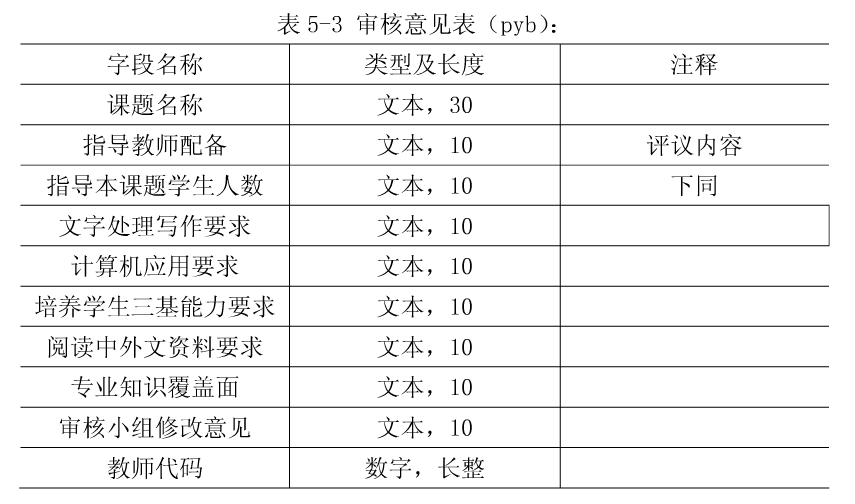 表 5-3 审核意见表（pyb）：
字段名称 类型及长度 注释
课题名称 文本，30
指导教师配备 文本，10 评议内容
指导本课题学生人数 文本，10 下同
文字处理写作要求 文本，10
计算机应用要求 文本，10
培养学生三基能力要求 文本，10
阅读中外文资料要求 文本，10
专业知识覆盖面 文本，10
审核小组修改意见 文本，10
教师代码 数字，长整